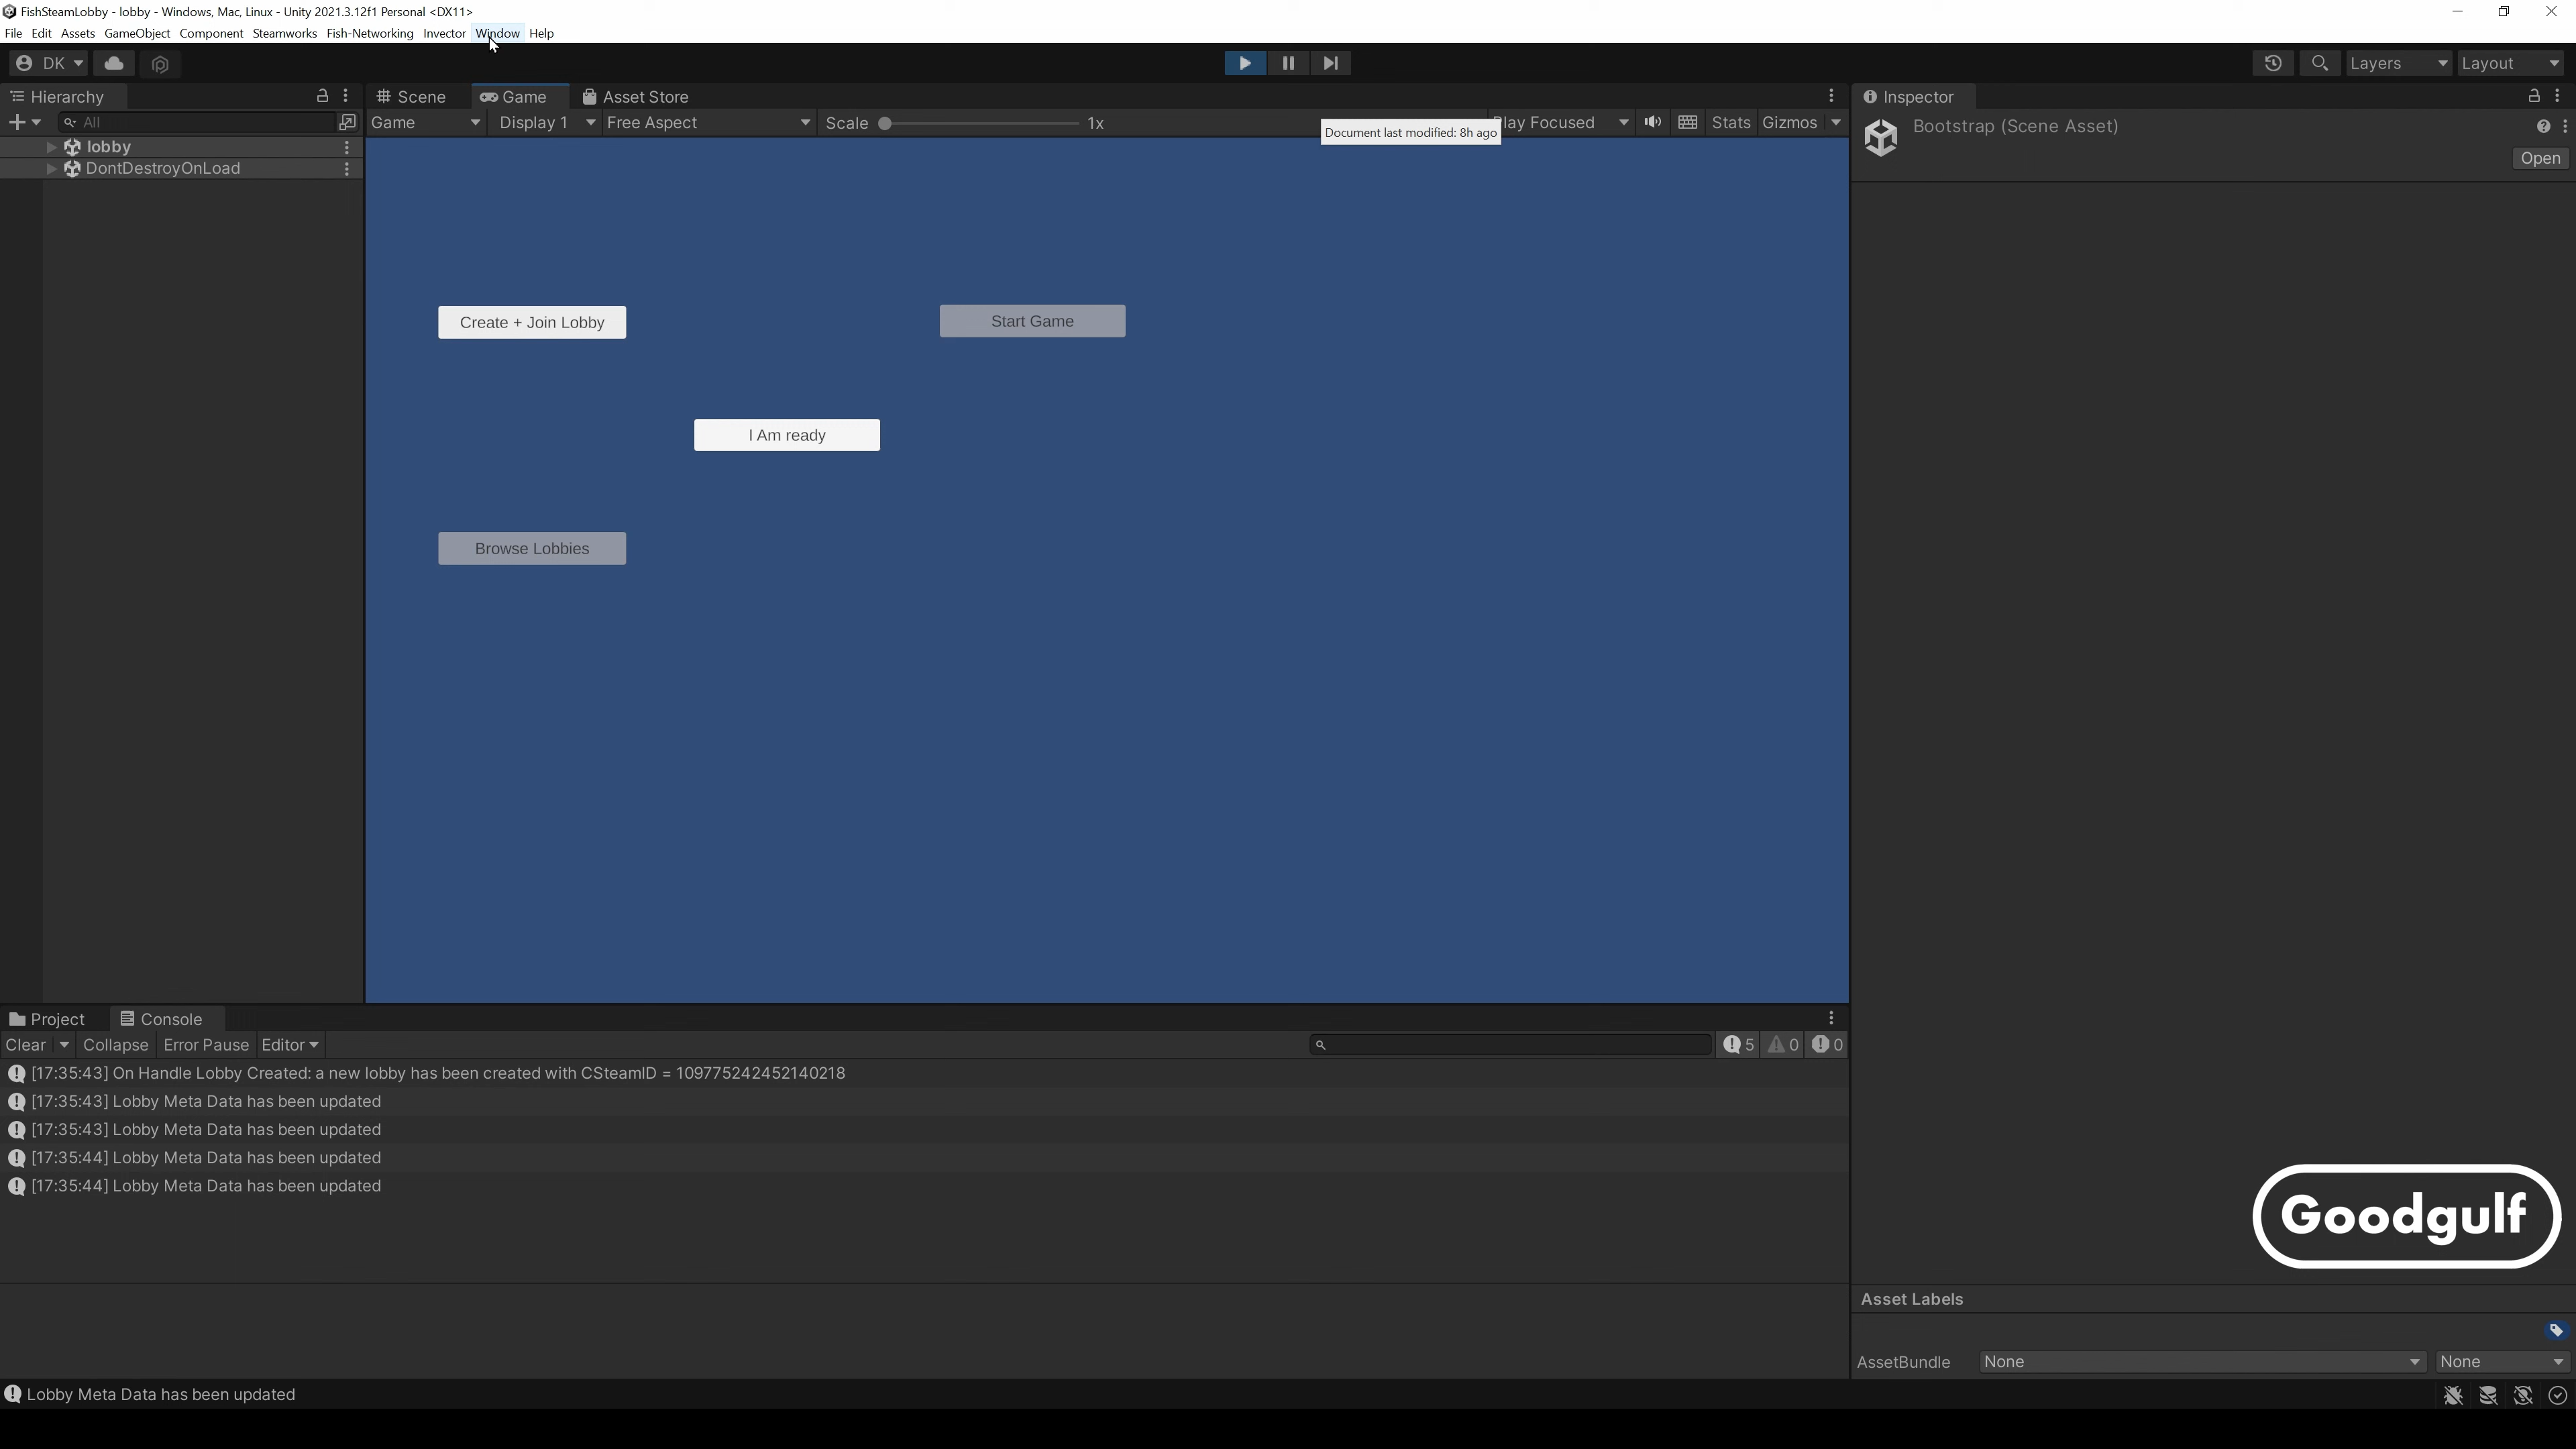 FishSteamLobby - lobby - Windows, Mac, Linux - Unity 2021.3.12f1 Personal <DX11>
File Edit Assets GameObject Component Steamworks Fish-Networking Invector Window Help
DK
Layers Layout
Hierarchy
Scene Game Asset Store
Inspector
All
Game Display 1 Free Aspect Scale 1x
Document last modified: 8h ago
lay Focused Stats Gizmos
Bootstrap (Scene Asset)
Open
lobby
DontDestroyOnLoad
Create + Join Lobby
Start Game
I Am ready
Browse Lobbies
Project Console
Clear Collapse Error Pause Editor
5 0 0
[17:35:43] On Handle Lobby Created: a new lobby has been created with CSteamID = 109775242452140218
[17:35:43] Lobby Meta Data has been updated
[17:35:43] Lobby Meta Data has been updated
[17:35:44] Lobby Meta Data has been updated
[17:35:44] Lobby Meta Data has been updated
Goodgulf
Asset Labels
AssetBundle None None
Lobby Meta Data has been updated